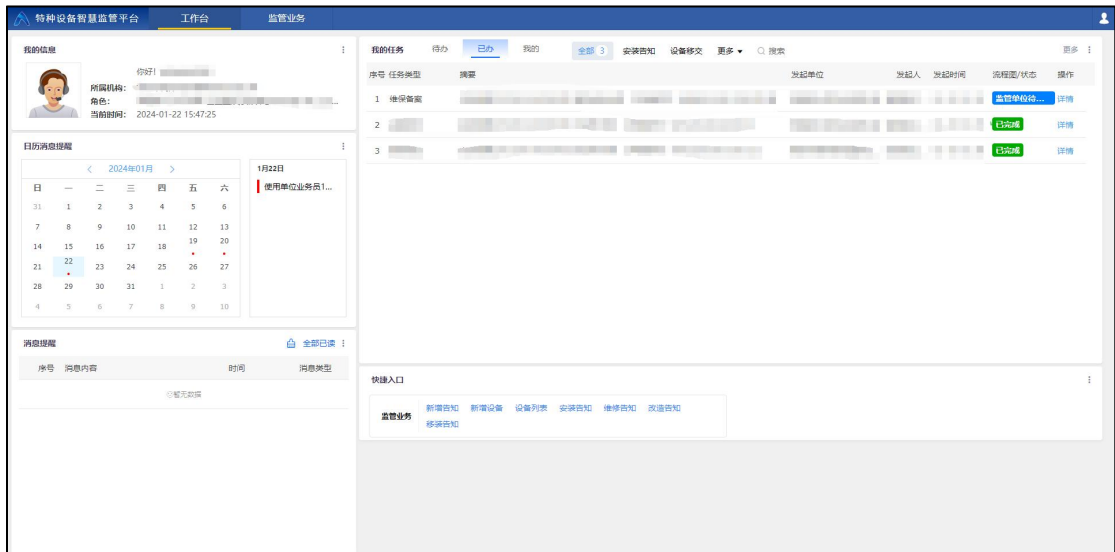 特种设备智慧监管平台 工作台 监管业务
我的信息
你好!
所属机构:
角色:
当前时间: 2024-01-22 15:47:25
日历消息提醒
< 2024年01月 >
日 一 二 三 四 五 六
31 1 2 3 4 5 6
7 8 9 10 11 12 13
14 15 16 17 18 19 20
21 22 23 24 25 26 27
28 29 30 31 1 2 3
4 5 6 7 8 9 10
1月22日
使用单位业务员1...
消息提醒 全部已读
序号 消息内容 时间 消息类型
暂无数据
我的任务 待办 已办 我的 全部 3 安装告知 设备移交 更多 搜索 更多
序号 任务类型 摘要 发起单位 发起人 发起时间 流程图/状态 操作
1 维保备案 监管单位待... 详情
2 已完成 详情
3 已完成 详情
快捷入口
监管业务
新增告知 新增设备 设备列表 安装告知 维修告知 改造告知
移装告知